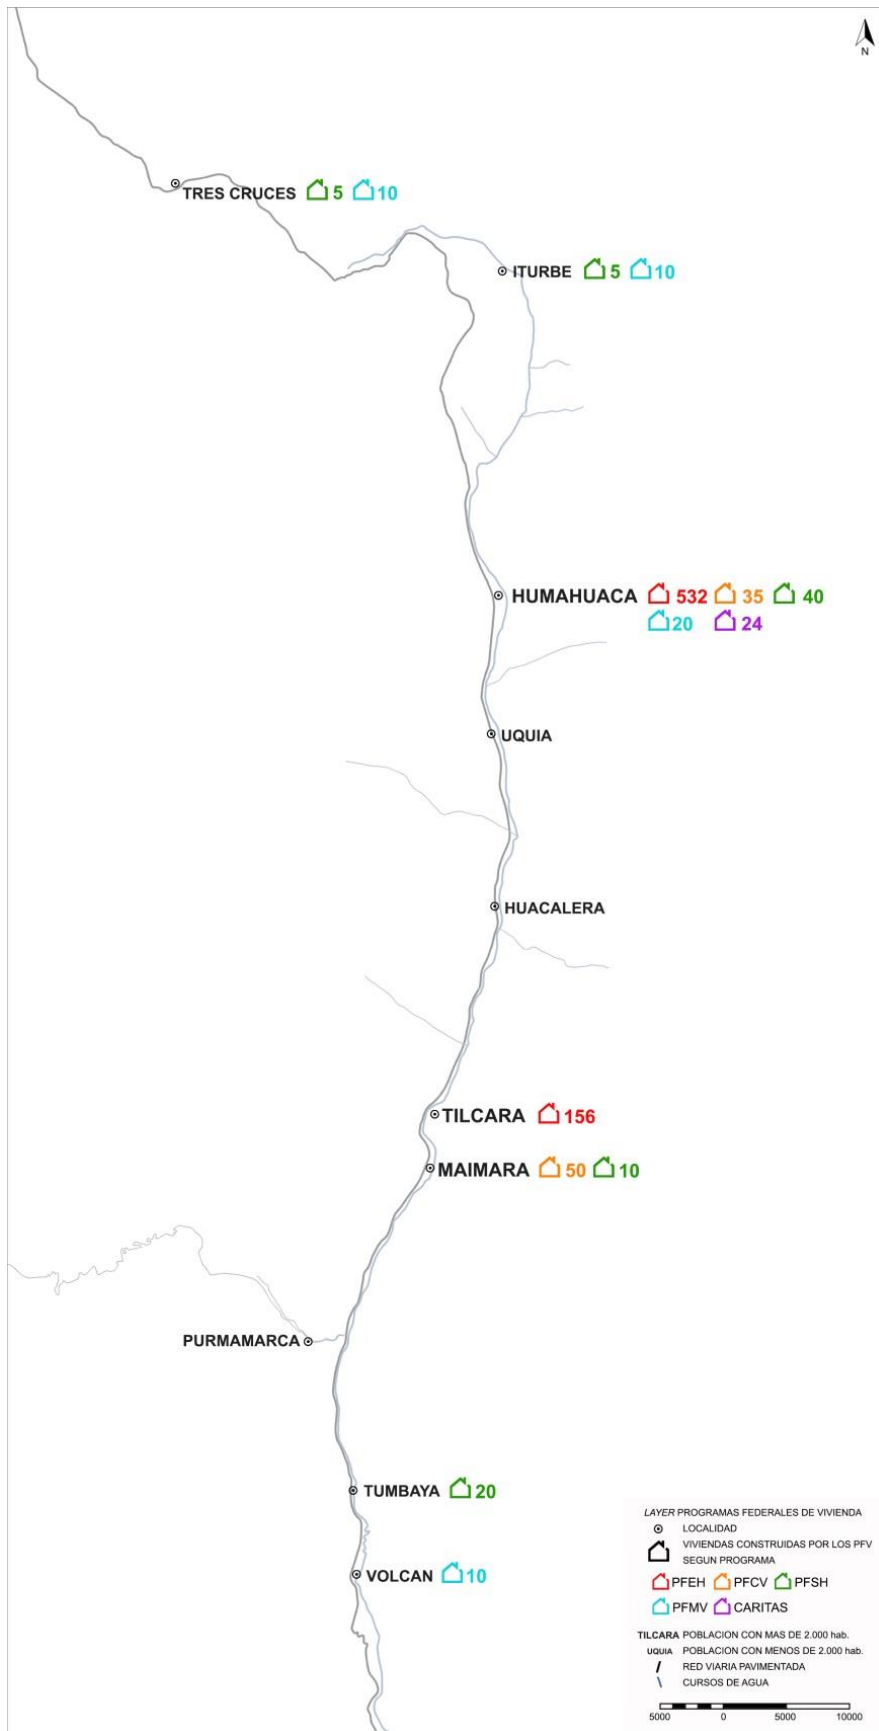 N
TRES CRUCES 5 10
ITURBE 5 10
HUMAHUACA 532 35 40
20 24
UQUIA
HUACALERA
TILCARA 156
MAIMARA 50 10
PURMAMARCA
TUMBAYA 20
VOLCAN 10
LAYER PROGRAMAS FEDERALES DE VIVIENDA
LOCALIDAD
VIVIENDAS CONSTRUIDAS POR LOS PFV
SEGUN PROGRAMA
PFEH PFCV PFSH
PFMV CARITAS
TILCARA POBLACION CON MAS DE 2.000 hab.
UQUIA POBLACION CON MENOS DE 2.000 hab.
RED VIARIA PAVIMENTADA
CURSOS DE AGUA
5000 0 5000 10000